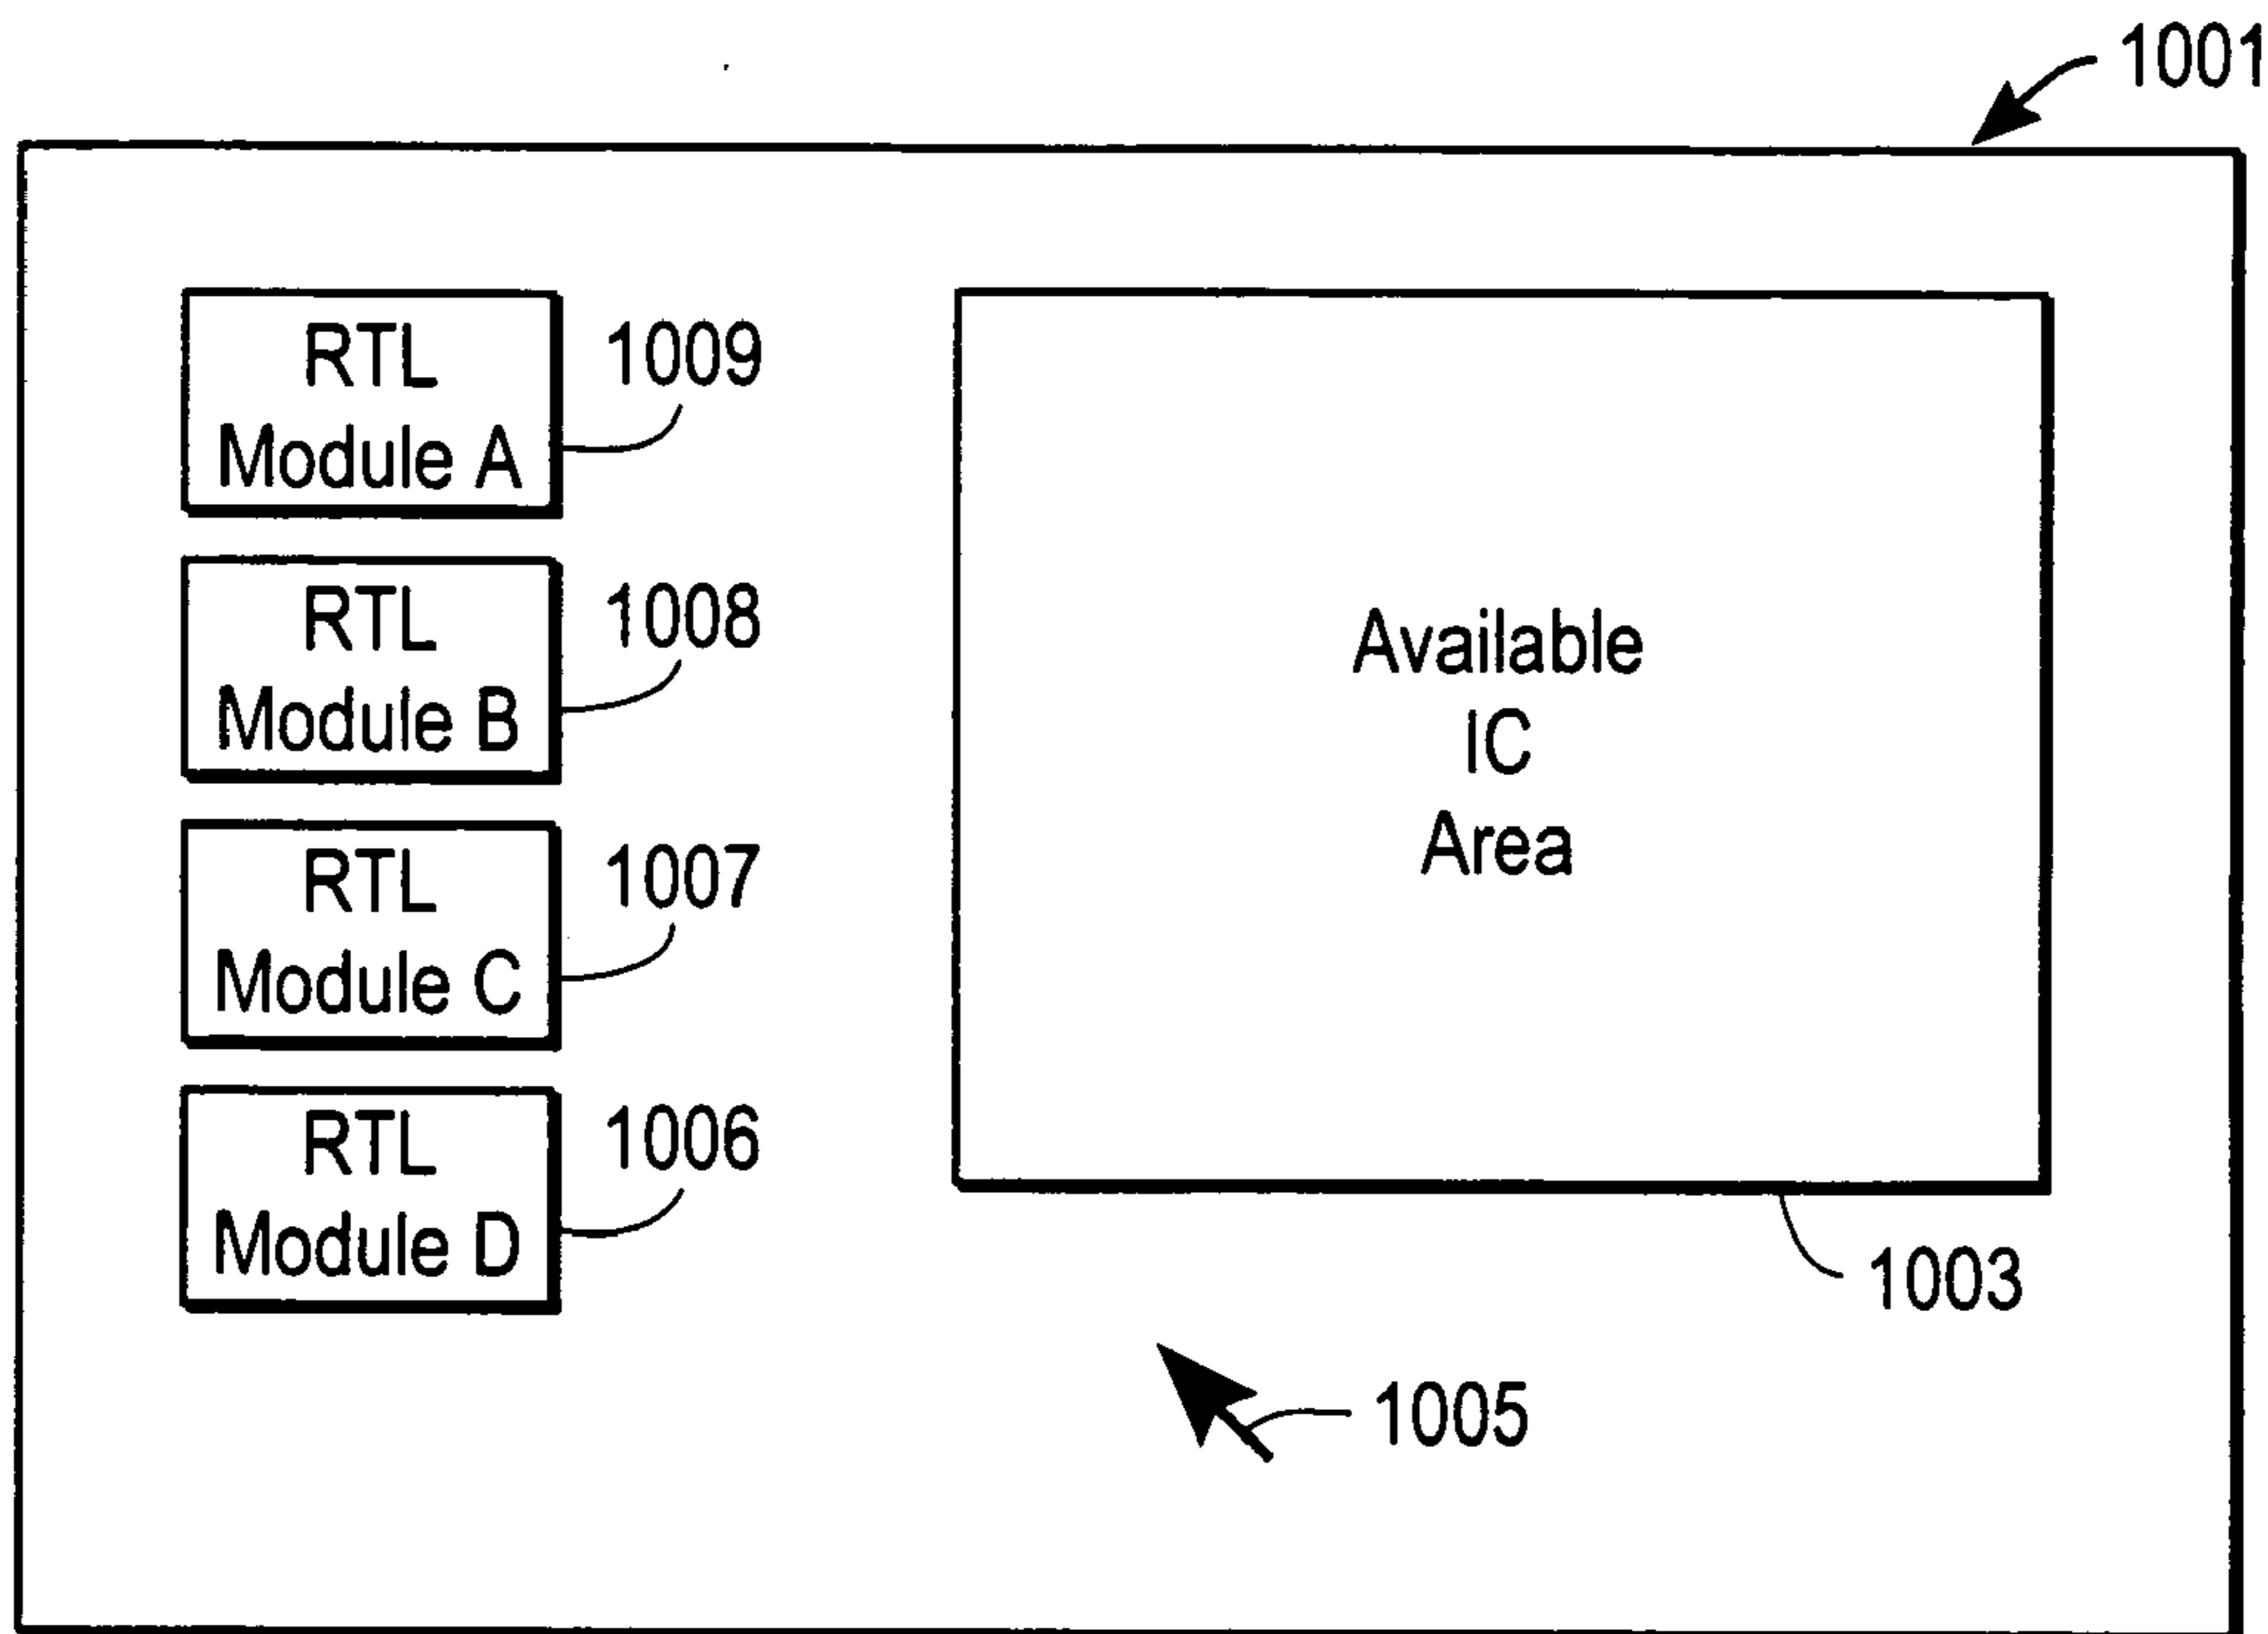 1001
RTL
Module A
1009
RTL
Module B
1008
RTL
Module C
1007
RTL
Module D
1006
Available
IC
Area
1003
1005